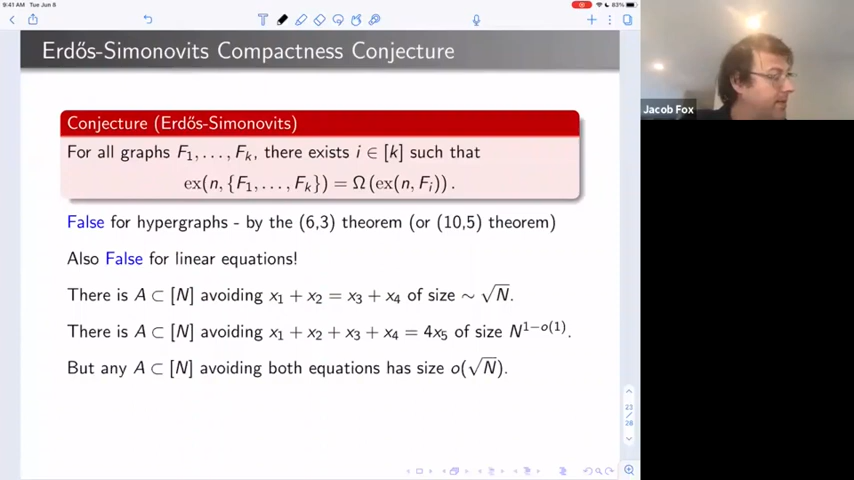 9:41 AM Tue Jun 8
83%
Erdős-Simonovits Compactness Conjecture
Jacob Fox
Conjecture (Erdős-Simonovits)
For all graphs F₁, . . . , Fₖ, there exists i ∈ [k] such that
ex(n, {F₁, . . . , Fₖ}) = Ω (ex(n, Fᵢ)) .
False for hypergraphs - by the (6,3) theorem (or (10,5) theorem)
Also False for linear equations!
There is A ⊂ [N] avoiding x₁ + x₂ = x₃ + x₄ of size ∼ √N.
There is A ⊂ [N] avoiding x₁ + x₂ + x₃ + x₄ = 4x₅ of size N^{1−o(1)}.
But any A ⊂ [N] avoiding both equations has size o(√N).
23
/
28